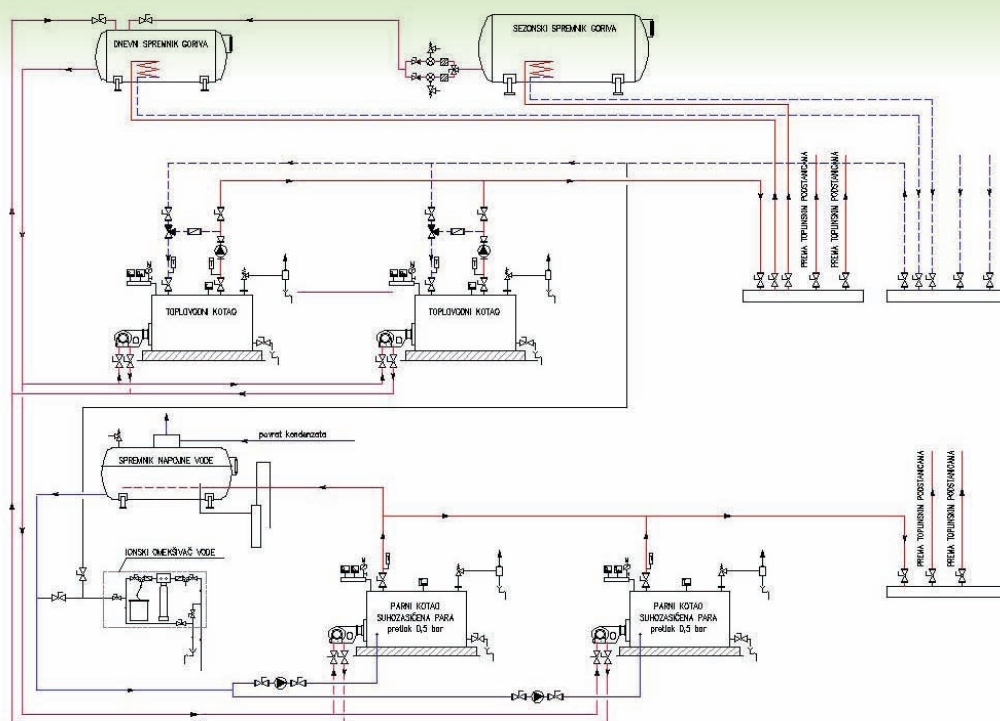 DNEVNI SPREMNIK GORIVA
SEZONSKI SPREMNIK GORIVA
PREMA TOPLINSKIM PODSTANICAMA
PREMA TOPLINSKIM PODSTANICAMA
TOPLOVODNI KOTAO
TOPLOVODNI KOTAO
povrat kondenzata
SPREMNIK NAPOJNE VODE
PREMA TOPLINSKIM PODSTANICAMA
PREMA TOPLINSKIM PODSTANICAMA
IONSKI OMEKŠIVAČ VODE
PARNI KOTAO
SUHOZASIĆENA PARA
pretlak 0,5 bar
PARNI KOTAO
SUHOZASIĆENA PARA
pretlak 0,5 bar